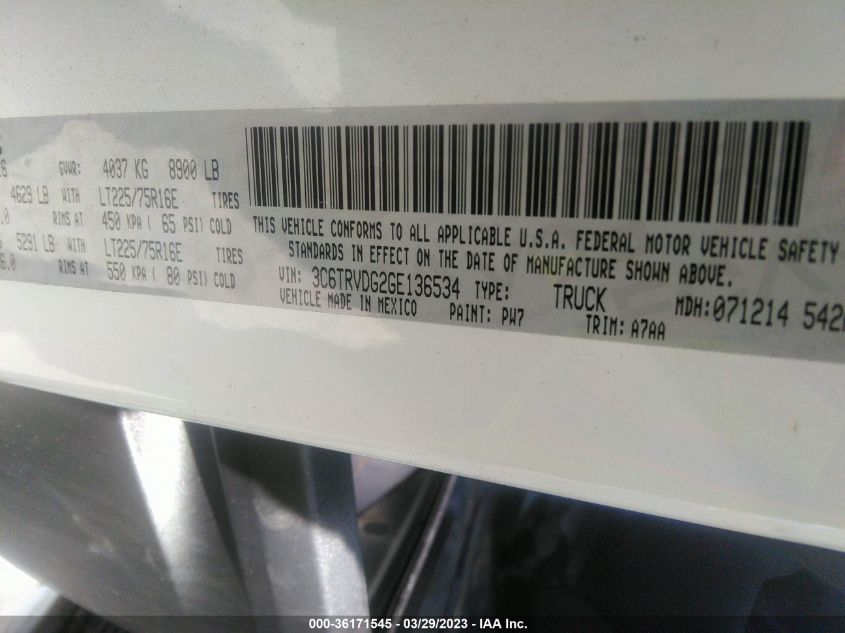 GVWR: 4037 KG 8900 LB
4629 LB WITH LT225/75R16E TIRES
RIMS AT 450 KPA ( 65 PSI) COLD
5291 LB WITH LT225/75R16E TIRES
RIMS AT 550 KPA ( 80 PSI) COLD
THIS VEHICLE CONFORMS TO ALL APPLICABLE U.S.A. FEDERAL MOTOR VEHICLE SAFETY
STANDARDS IN EFFECT ON THE DATE OF MANUFACTURE SHOWN ABOVE.
VIN: 3C6TRVDG2GE136534 TYPE: TRUCK MDH:071214 542
VEHICLE MADE IN MEXICO PAINT: PW7 TRIM: A7AA
000-36171545 - 03/29/2023 - IAA Inc.